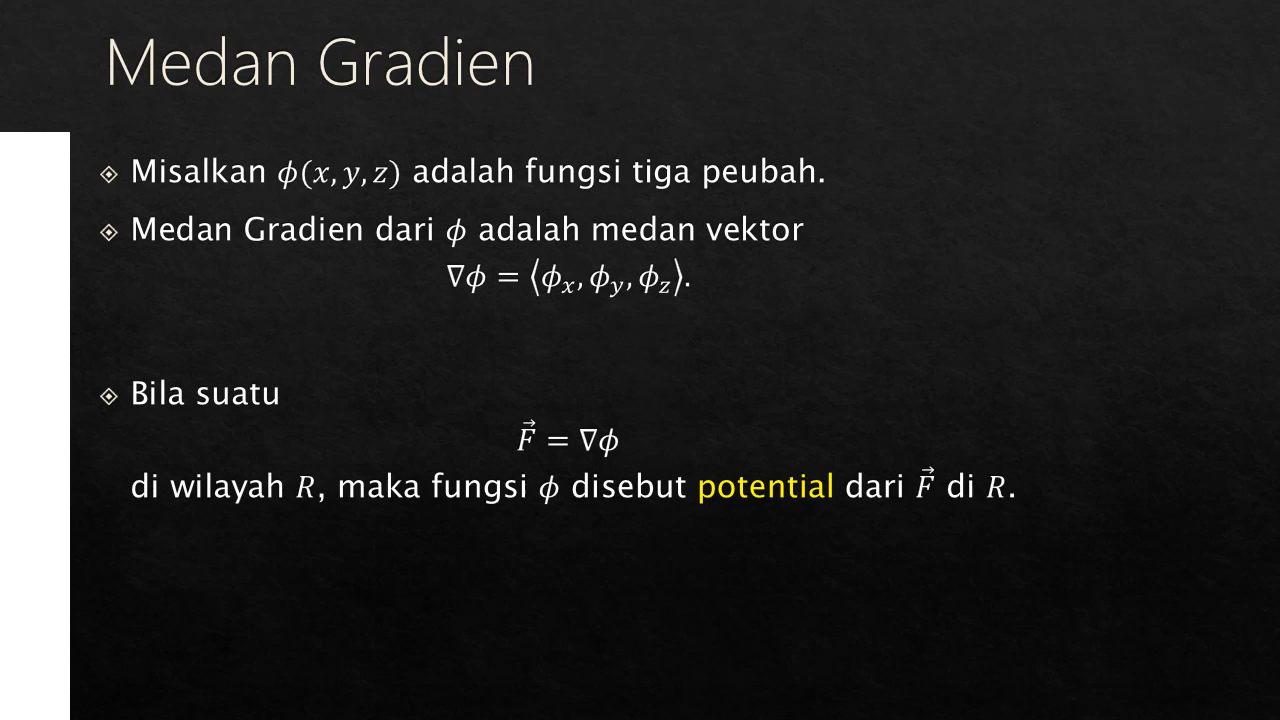 Medan Gradien
Misalkan 𝜙(𝑥, 𝑦, 𝑧) adalah fungsi tiga peubah.
Medan Gradien dari 𝜙 adalah medan vektor
∇𝜙 = ⟨𝜙ₓ, 𝜙_𝑦, 𝜙_𝑧⟩.
Bila suatu
𝐹⃗ = ∇𝜙
di wilayah 𝑅, maka fungsi 𝜙 disebut potential dari 𝐹⃗ di 𝑅.